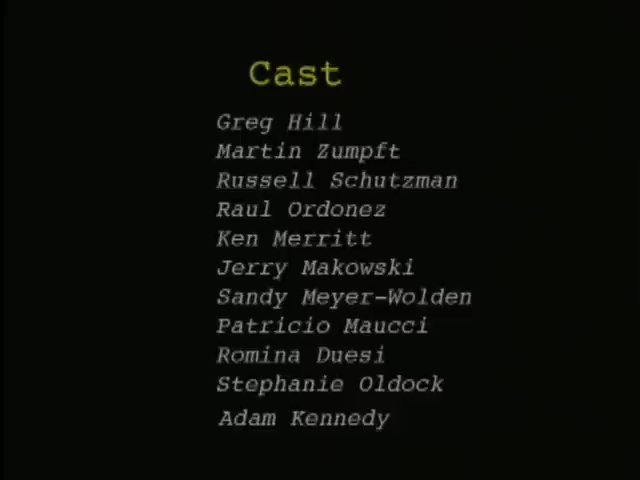 Cast
Greg Hill
Martin Zumpft
Russell Schutzman
Raul Ordonez
Ken Merritt
Jerry Makowski
Sandy Meyer-Wolden
Patricio Maucci
Romina Duesi
Stephanie Oldock
Adam Kennedy